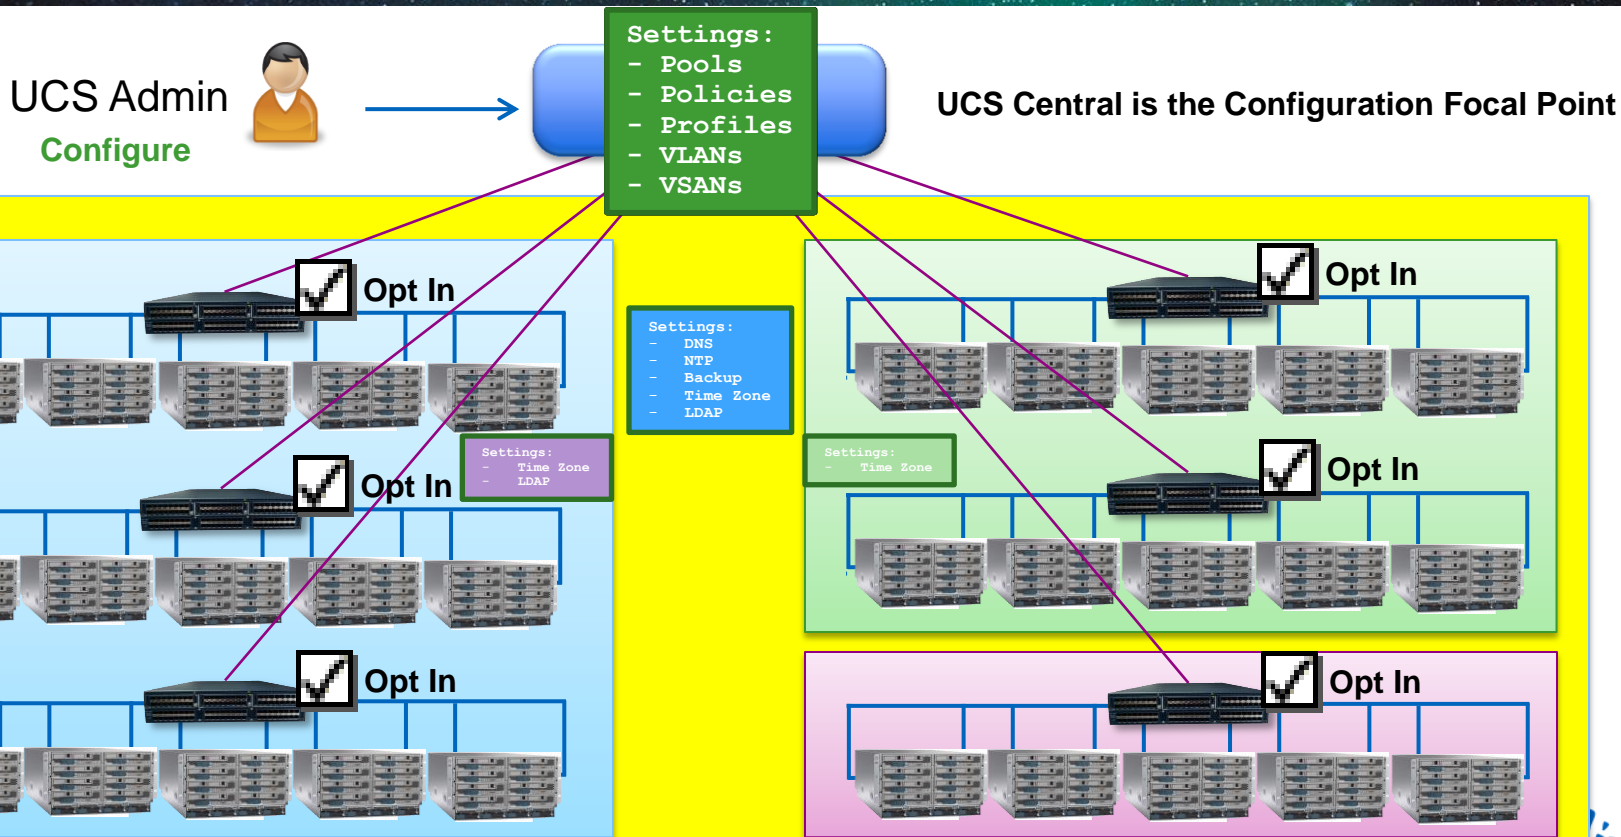 Settings:
- Pools
- Policies
- Profiles
- VLANs
- VSANs
UCS Admin
Configure
UCS Central is the Configuration Focal Point
Opt In
Opt In
Opt In
Settings:
- Time Zone
- LDAP
Settings:
- DNS
- NTP
- Backup
- Time Zone
- LDAP
Settings:
- Time Zone
Opt In
Opt In
Opt In